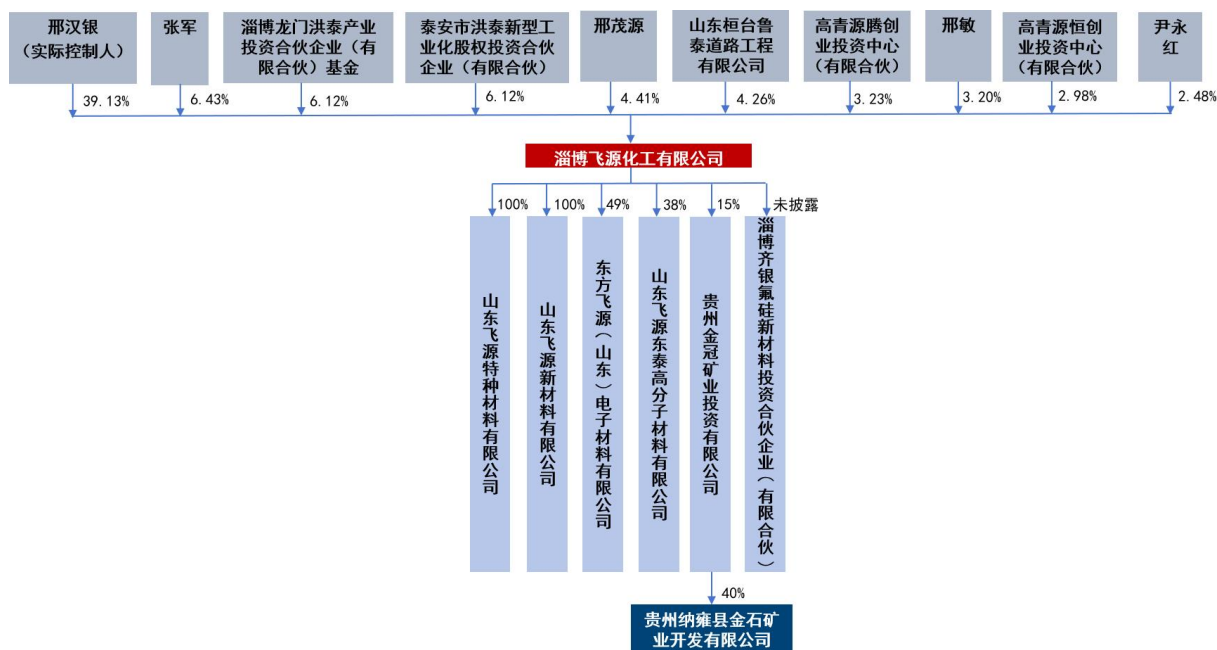 邢汉银
（实际控制人）
张军
淄博龙门洪泰产业
投资合伙企业（有
限合伙）基金
泰安市洪泰新型工
业化股权投资合伙
企业（有限合伙）
邢茂源
山东桓台鲁
泰道路工程
有限公司
高青源腾创
业投资中心
（有限合伙）
邢敏
高青源恒创
业投资中心
（有限合伙）
尹永
红
39.13%
6.43%
6.12%
6.12%
4.41%
4.26%
3.23%
3.20%
2.98%
2.48%
淄博飞源化工有限公司
100%
100%
49%
38%
15%
未披露
山东飞源特种材料有限公司
山东飞源新材料有限公司
东方飞源（山东）电子材料有限公司
山东飞源东泰高分子材料有限公司
贵州金冠矿业投资有限公司
淄博齐银氟硅新材料投资合伙企业（有限合伙）
40%
贵州纳雍县金石矿
业开发有限公司